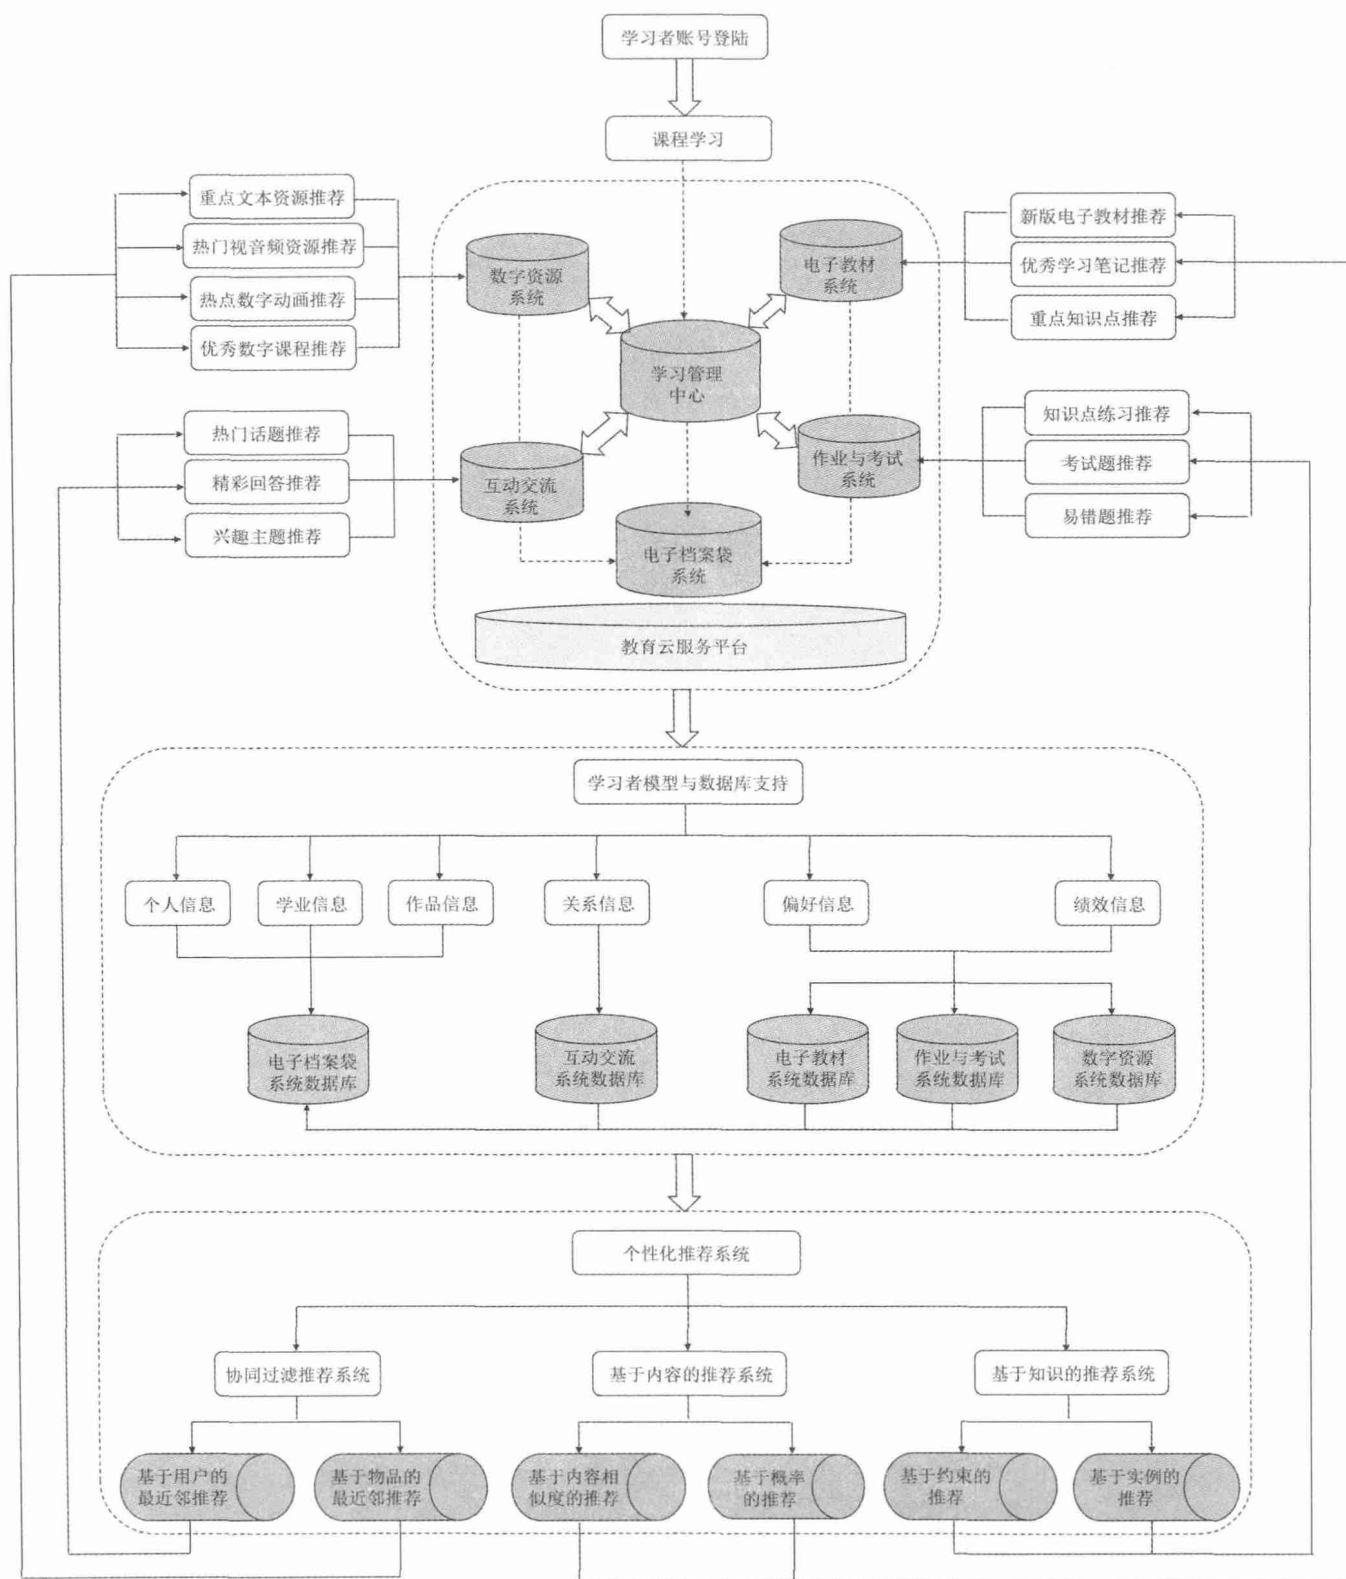 学习者账号登陆
课程学习
重点文本资源推荐
热门视音频资源推荐
热点数字动画推荐
优秀数字课程推荐
热门话题推荐
精彩回答推荐
兴趣主题推荐
数字资源
系统
电子教材
系统
学习管理
中心
互动交流
系统
作业与考试
系统
电子档案袋
系统
教育云服务平台
新版电子教材推荐
优秀学习笔记推荐
重点知识点推荐
知识点练习推荐
考试题推荐
易错题推荐
学习者模型与数据库支持
个人信息
学业信息
作品信息
关系信息
偏好信息
绩效信息
电子档案袋
系统数据库
互动交流
系统数据库
电子教材
系统数据库
作业与考试
系统数据库
数字资源
系统数据库
个性化推荐系统
协同过滤推荐系统
基于内容的推荐系统
基于知识的推荐系统
基于用户的
最近邻推荐
基于物品的
最近邻推荐
基于内容相
似度的推荐
基于概率
的推荐
基于约束的
推荐
基于实例的
推荐